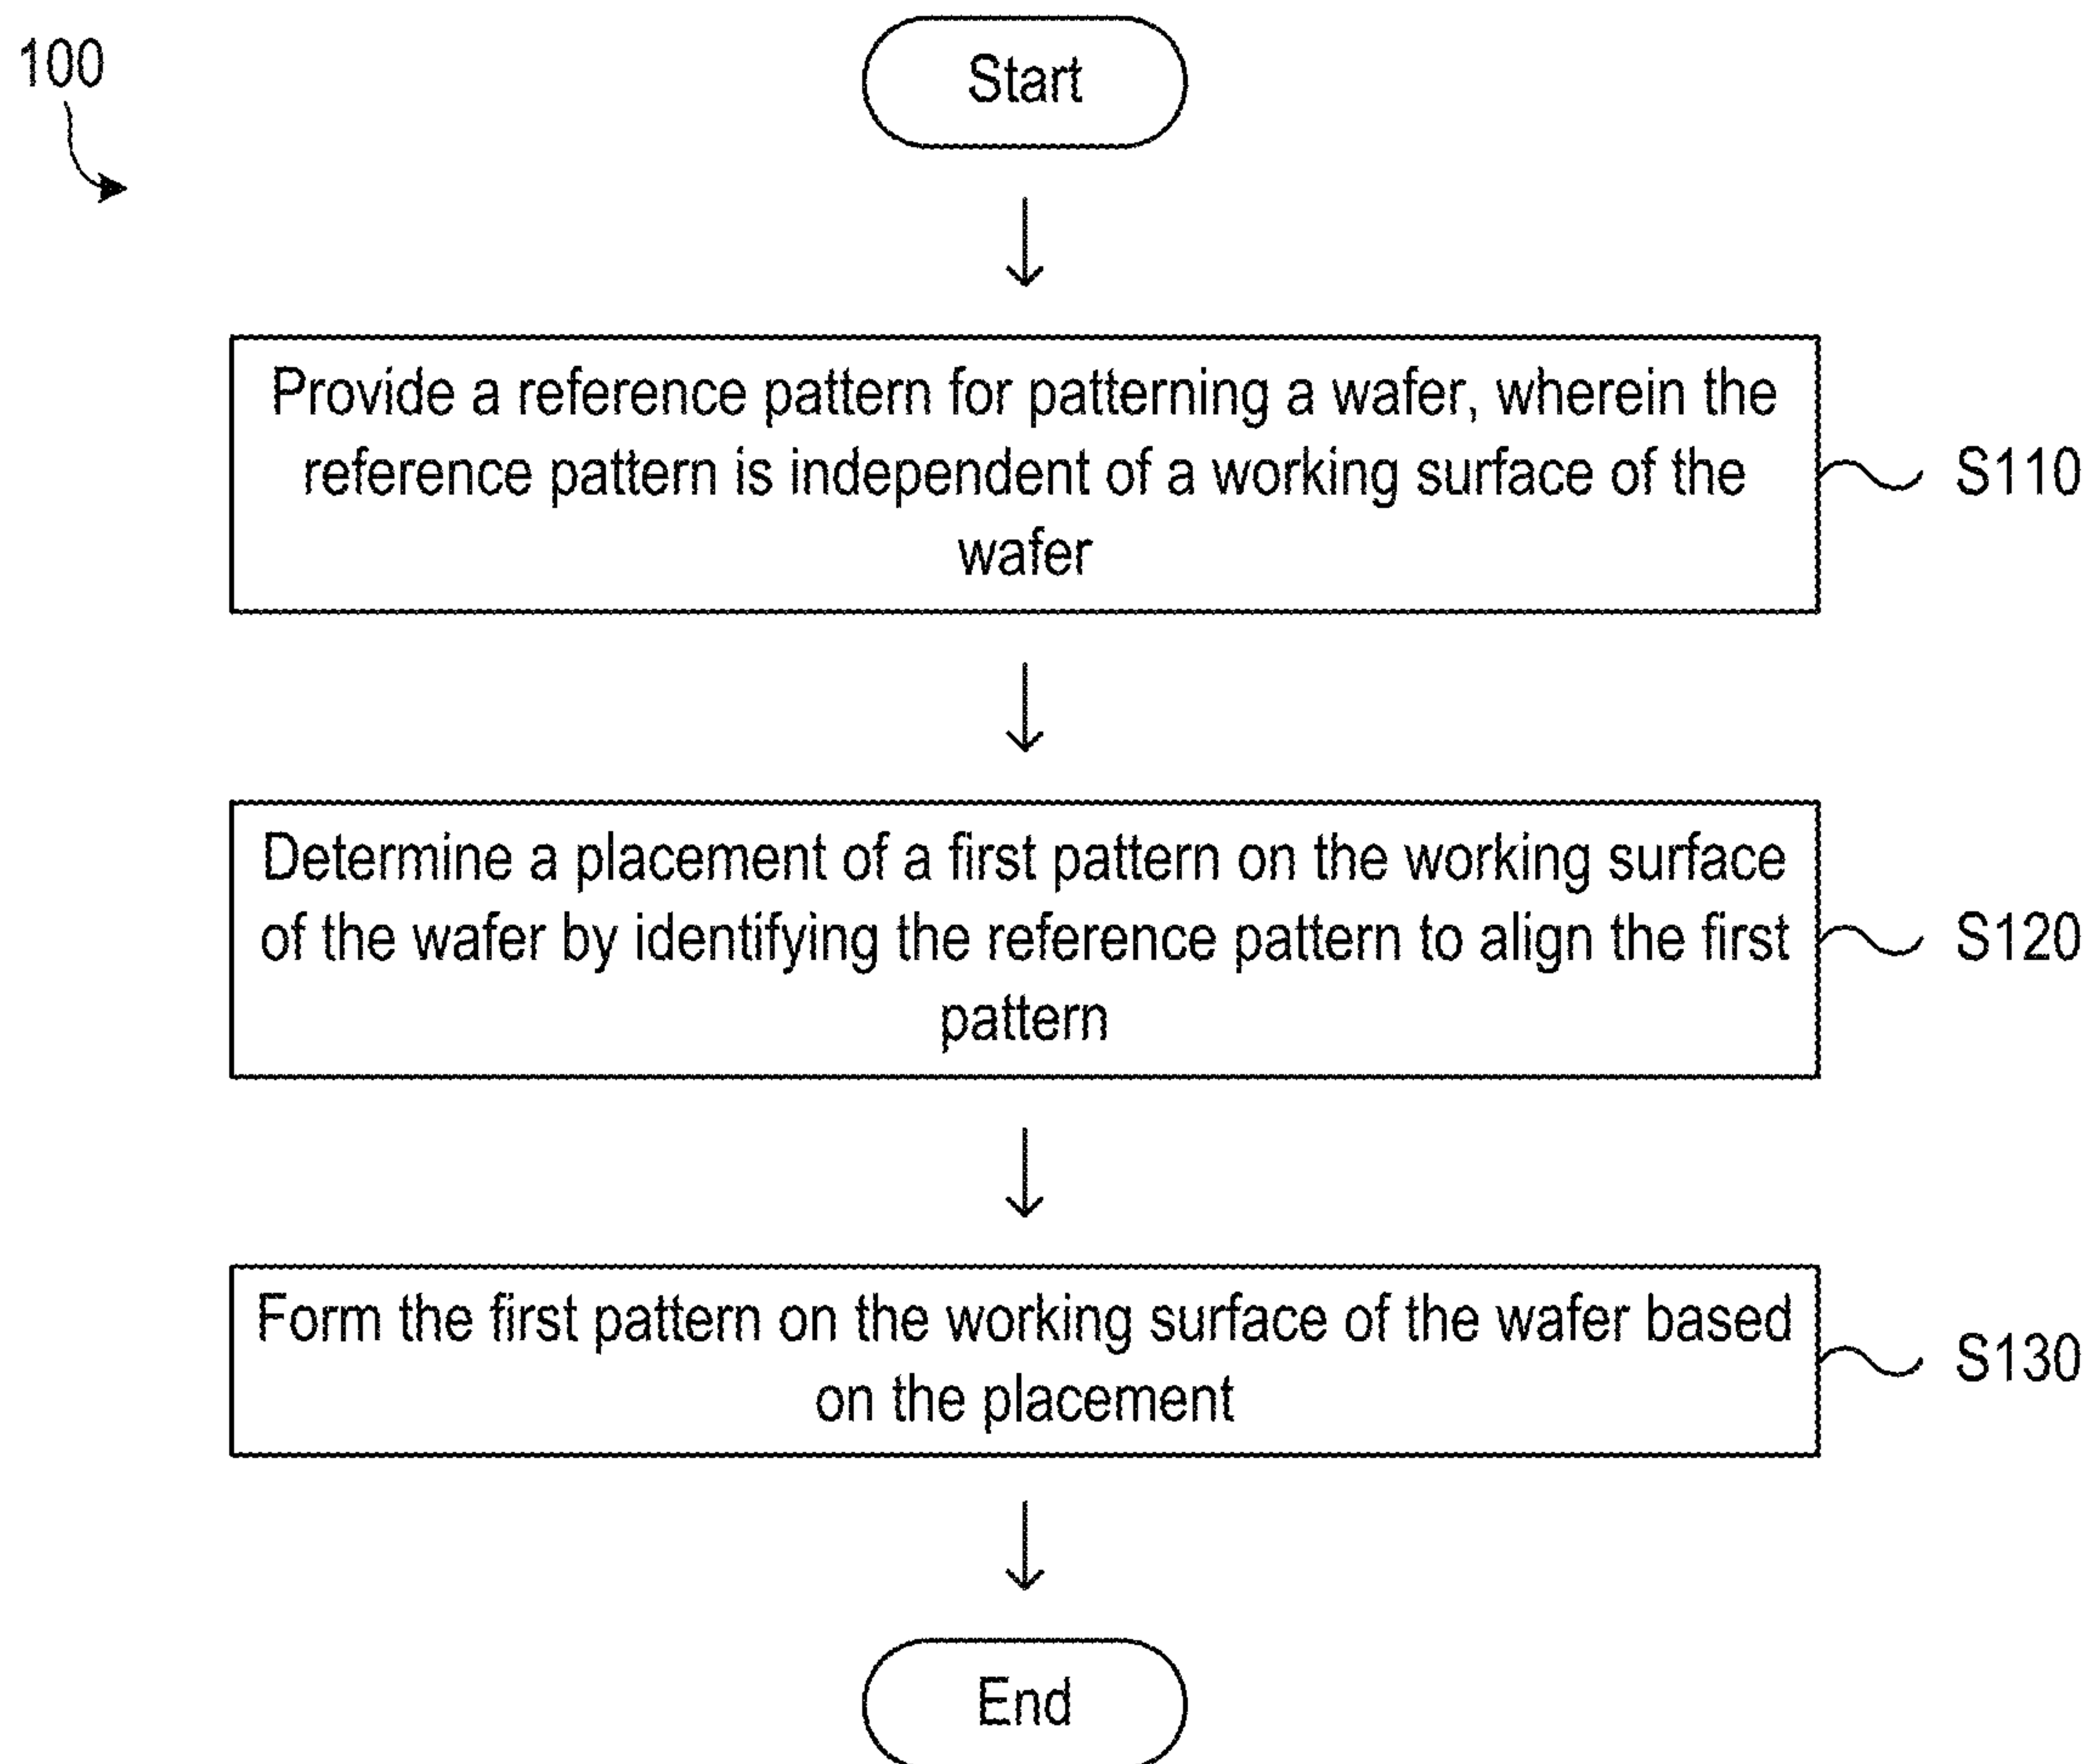 100
Start
Provide a reference pattern for patterning a wafer, wherein the
reference pattern is independent of a working surface of the
wafer
S110
Determine a placement of a first pattern on the working surface
of the wafer by identifying the reference pattern to align the first
pattern
S120
Form the first pattern on the working surface of the wafer based
on the placement
S130
End